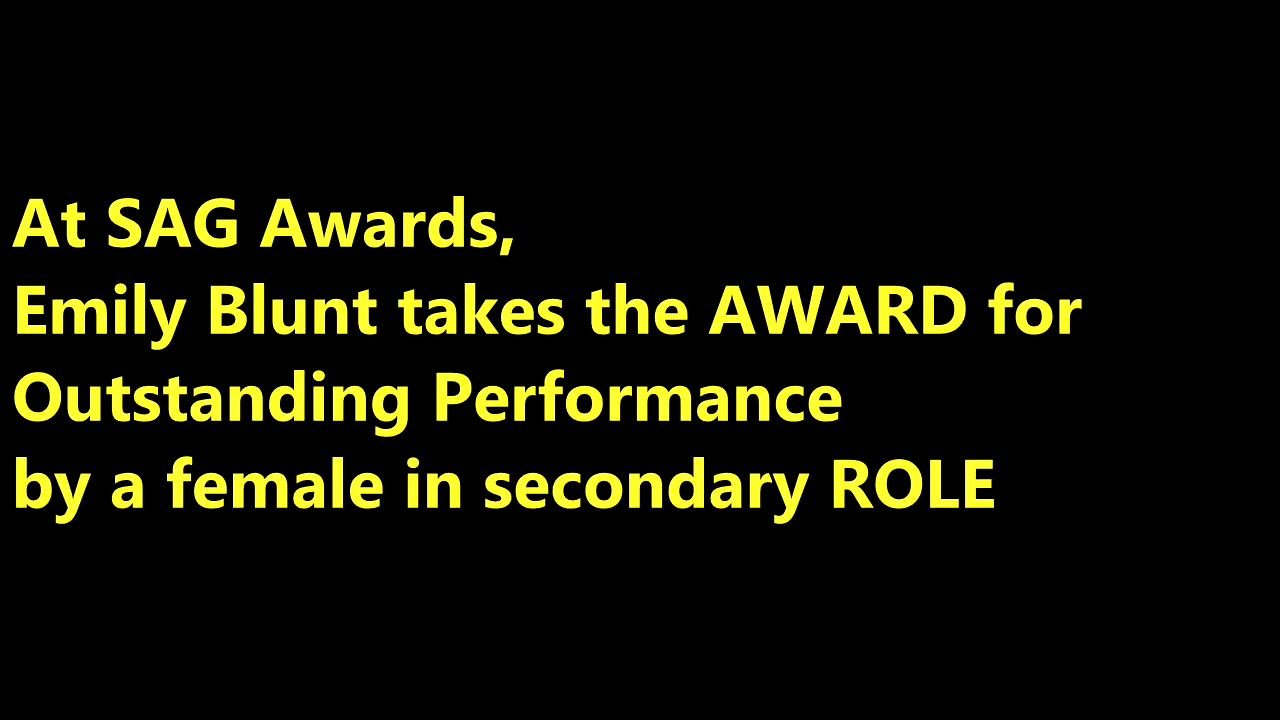 At SAG Awards,
Emily Blunt takes the AWARD for
Outstanding Performance
by a female in secondary ROLE